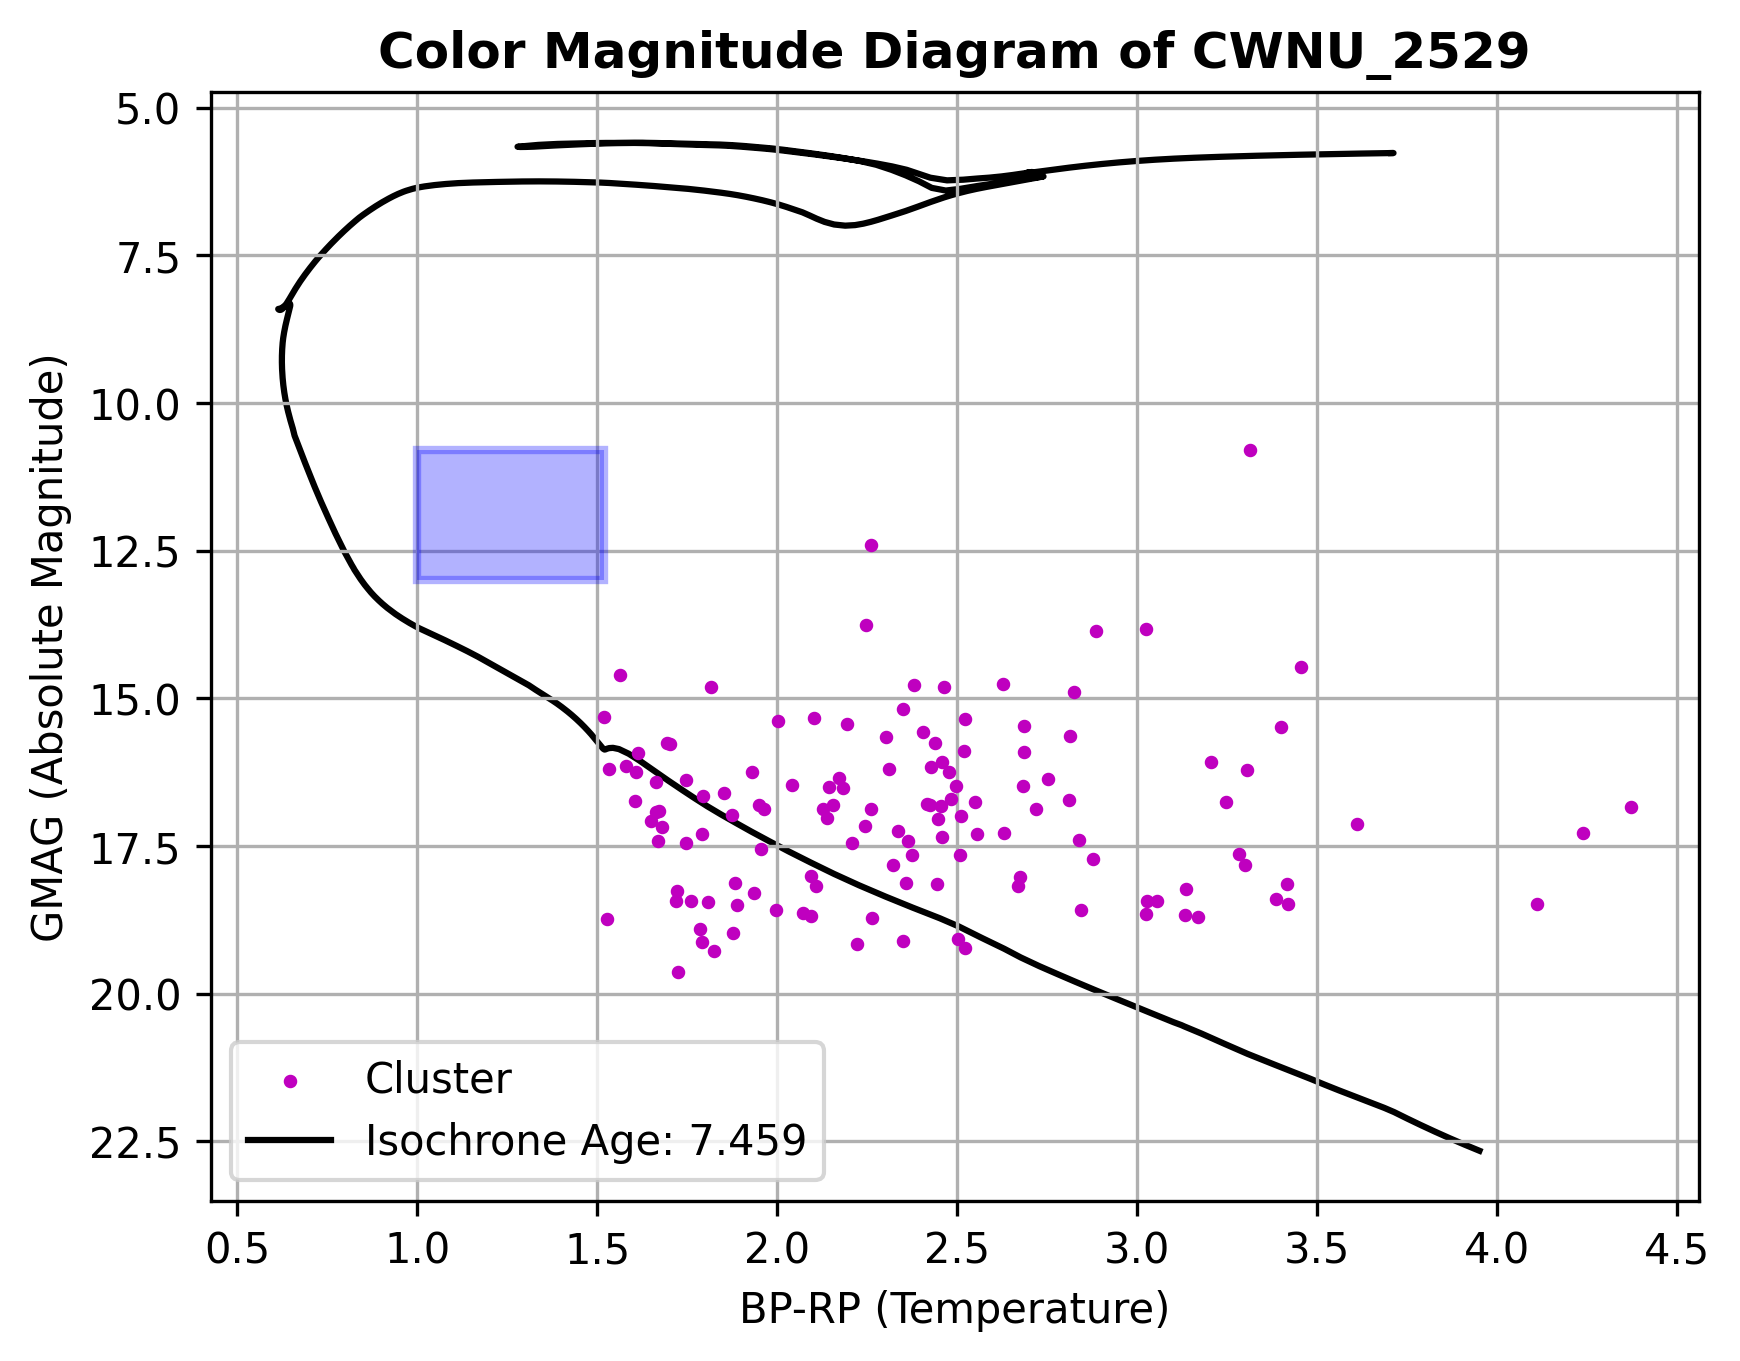 Color Magnitude Diagram of CWNU_2529
GMAG (Absolute Magnitude)
5.0
7.5
10.0
12.5
15.0
17.5
20.0
22.5
Cluster
Isochrone Age: 7.459
0.5 1.0 1.5 2.0 2.5 3.0 3.5 4.0 4.5
BP-RP (Temperature)